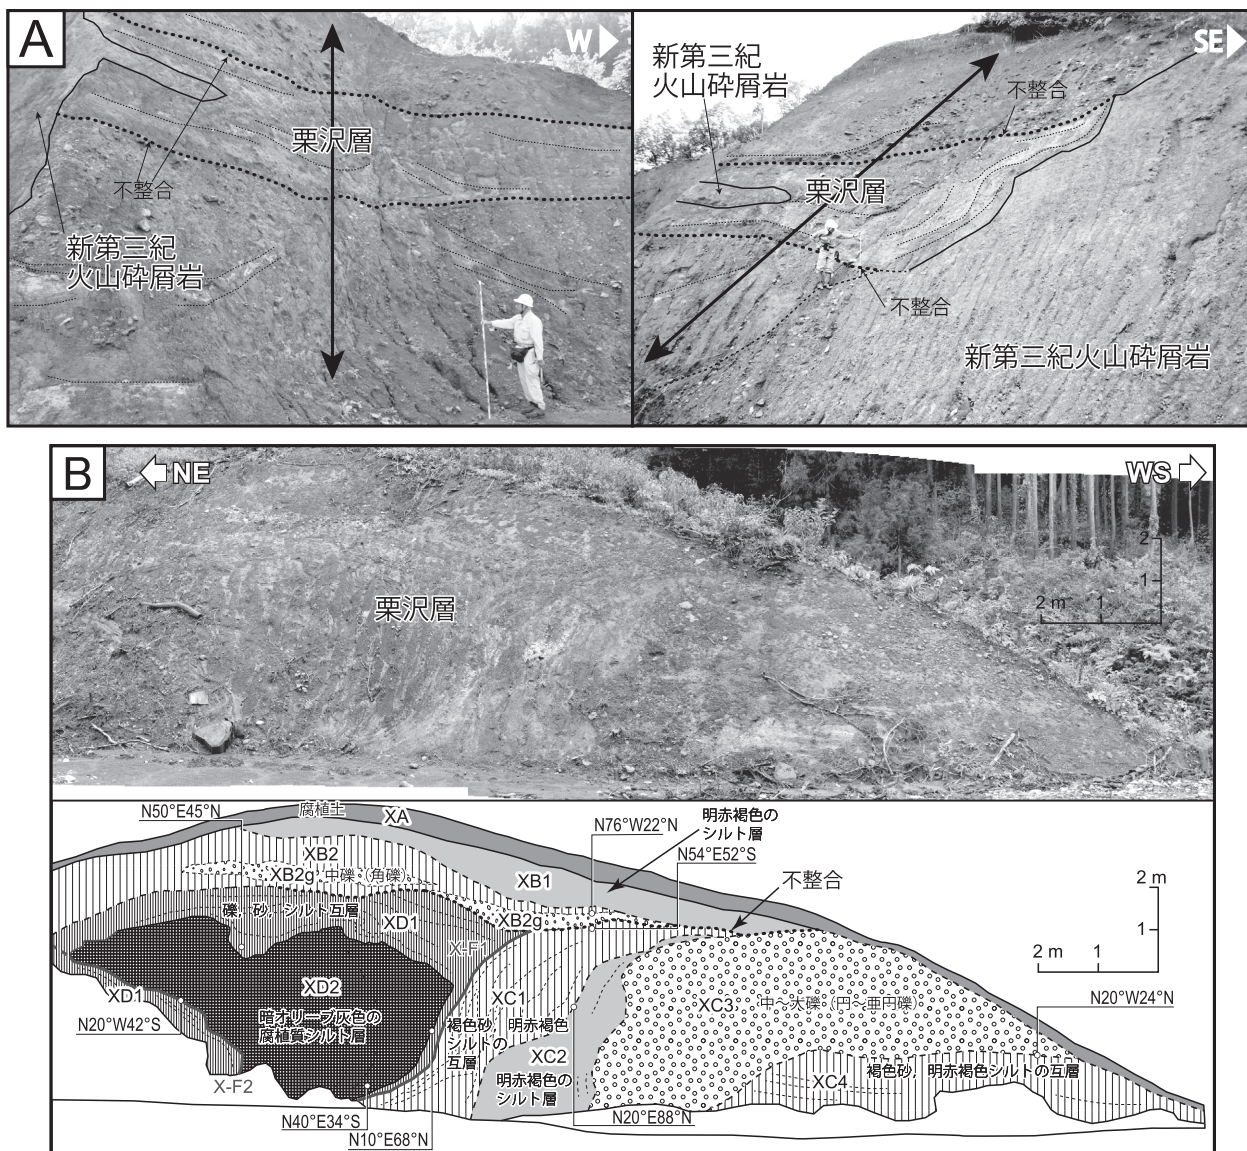 A
W
栗沢層
不整合
新第三紀
火山砕屑岩
SE
新第三紀
火山砕屑岩
不整合
栗沢層
不整合
新第三紀火山砕屑岩
B
NE
WS
栗沢層
2
1
2 m 1
N50°E45°N
腐植土
XA
明赤褐色の
シルト層
N76°W22°N
N54°E52°S
XB2
XB2g 中礫（角礫）
XB1
不整合
2 m
1
2 m 1
礫，砂，シルト互層
XD1
XB2g
X-F1
XD2
暗オリーブ灰色の
腐植質シルト層
XD1
N20°W42°S
X-F2
XC1
褐色砂，明赤褐色
シルトの
互層
XC2
明赤褐色の
シルト層
XC3 中〜大礫（円〜亜円礫）
N20°W24°N
褐色砂，明赤褐色シルトの互層
XC4
N40°E34°S
N10°E68°N
N20°E88°N